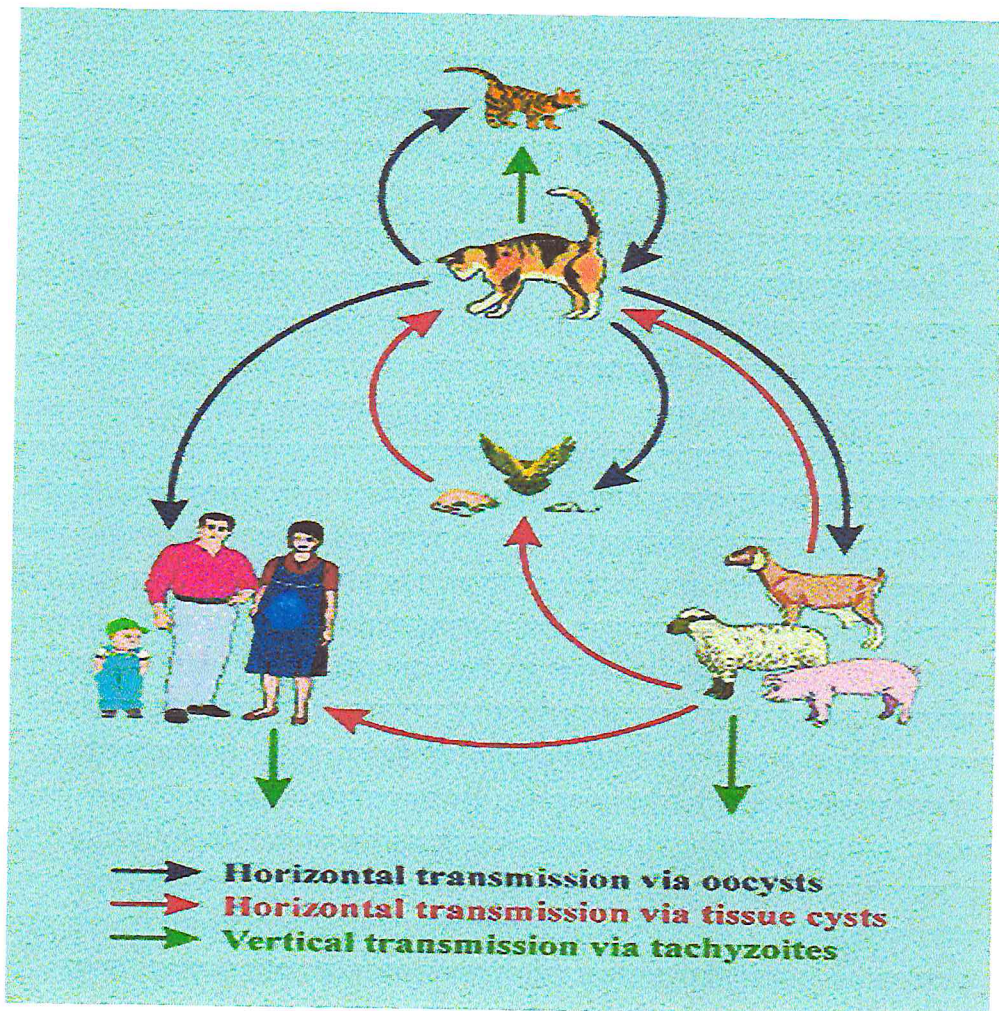 Horizontal transmission via oocysts
Horizontal transmission via tissue cysts
Vertical transmission via tachyzoites